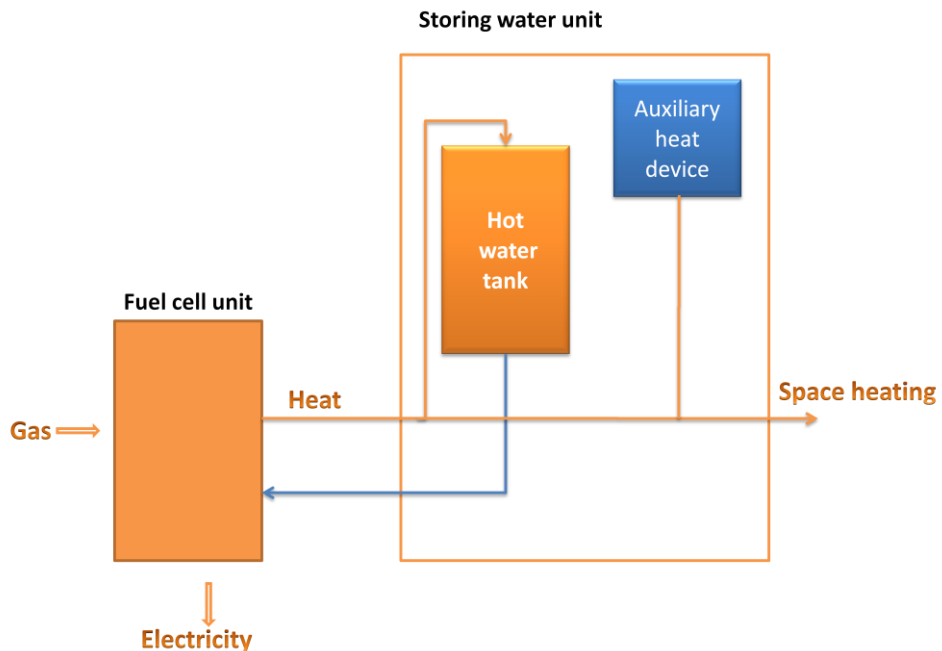 Storing water unit
Auxiliary
heat
device
Hot
water
tank
Fuel cell unit
Heat
Space heating
Gas
Electricity